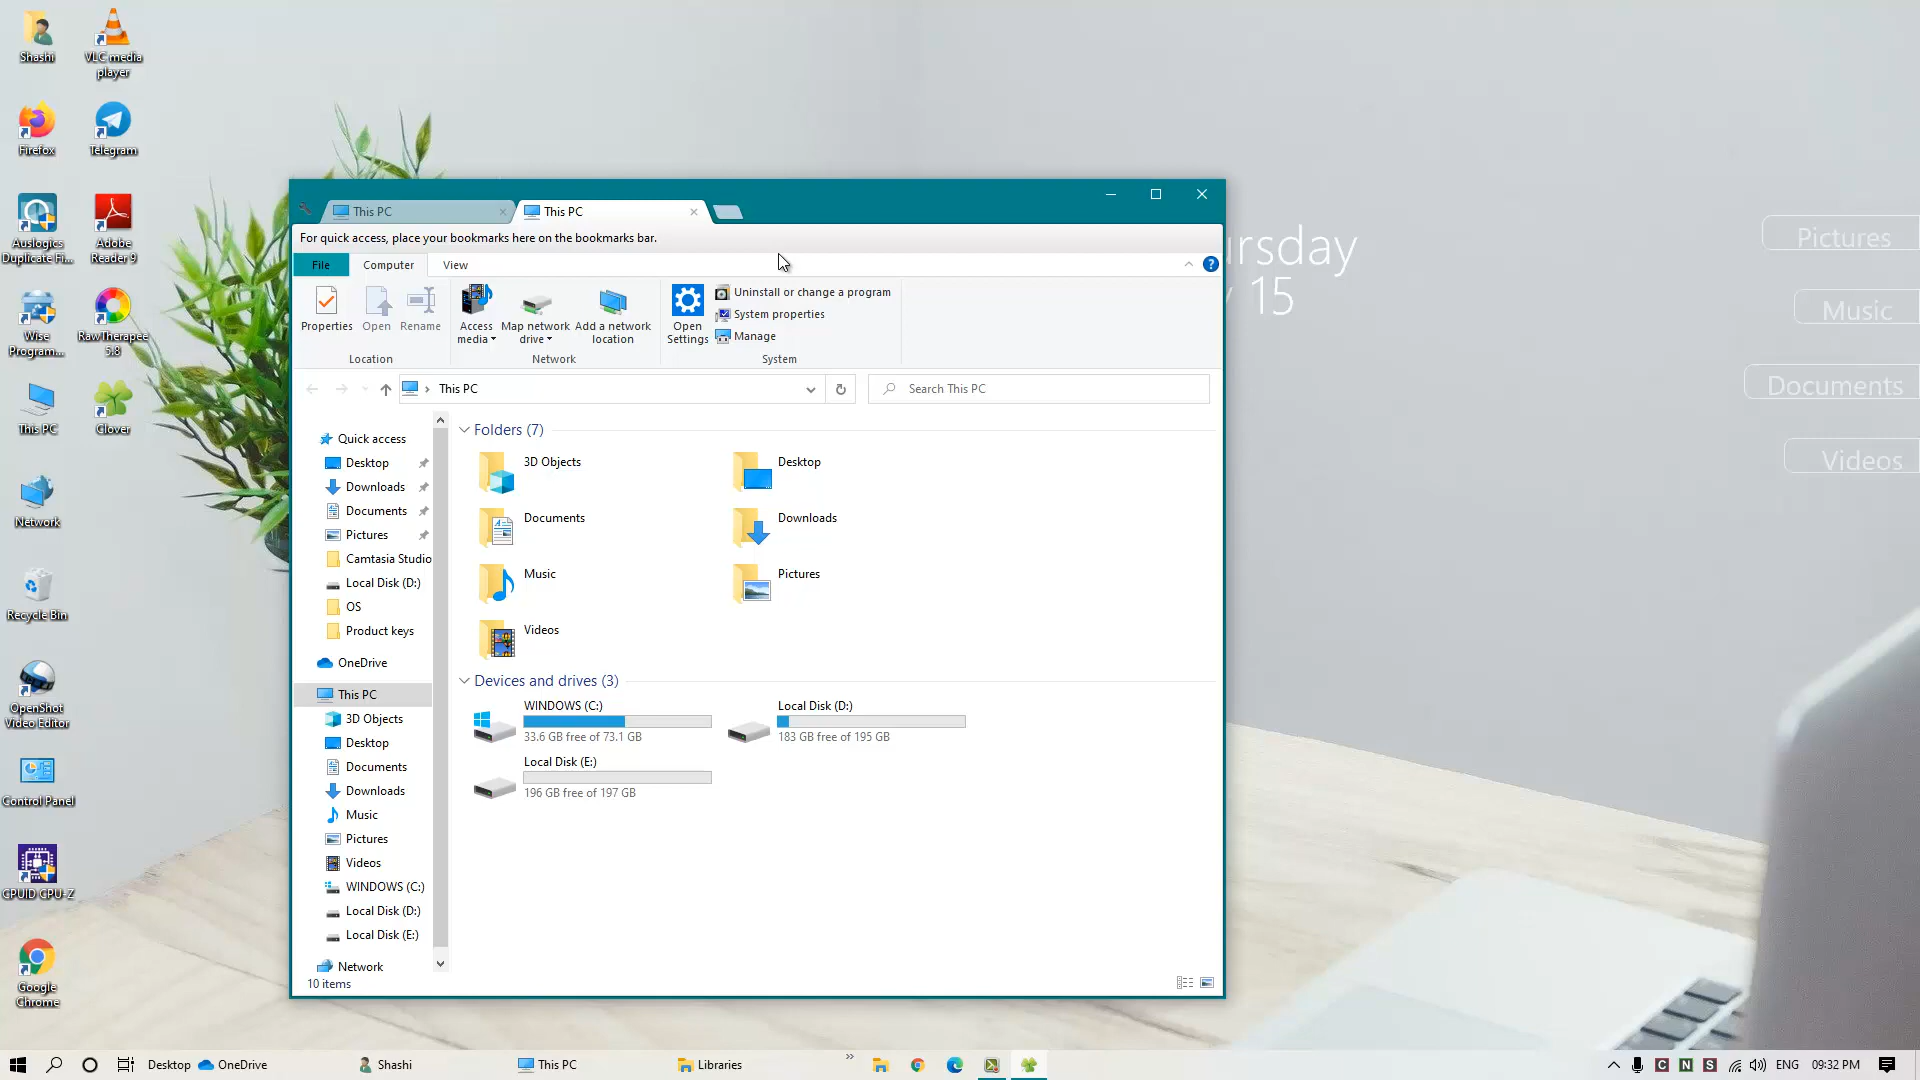 Shashi
VLC media
player
Firefox
Telegram
Auslogics
Duplicate Fi...
Adobe
Reader 9
Wise
Program...
RawTherapee
5.8
This PC
Clover
Network
Recycle Bin
OpenShot
Video Editor
Control Panel
CPUID CPU-Z
Google
Chrome
This PC
This PC
For quick access, place your bookmarks here on the bookmarks bar.
File
Computer
View
Properties
Open
Rename
Access
media
Map network
drive
Add a network
location
Open
Settings
Uninstall or change a program
System properties
Manage
Location
Network
System
This PC
Search This PC
Quick access
Desktop
Downloads
Documents
Pictures
Camtasia Studio
Local Disk (D:)
OS
Product keys
OneDrive
This PC
3D Objects
Desktop
Documents
Downloads
Music
Pictures
Videos
WINDOWS (C:)
Local Disk (D:)
Local Disk (E:)
Network
10 items
Folders (7)
3D Objects
Desktop
Documents
Downloads
Music
Pictures
Videos
Devices and drives (3)
WINDOWS (C:)
33.6 GB free of 73.1 GB
Local Disk (D:)
183 GB free of 195 GB
Local Disk (E:)
196 GB free of 197 GB
15
Pictures
Music
Documents
Videos
Desktop
OneDrive
Shashi
This PC
Libraries
C
N
S
ENG
09:32 PM